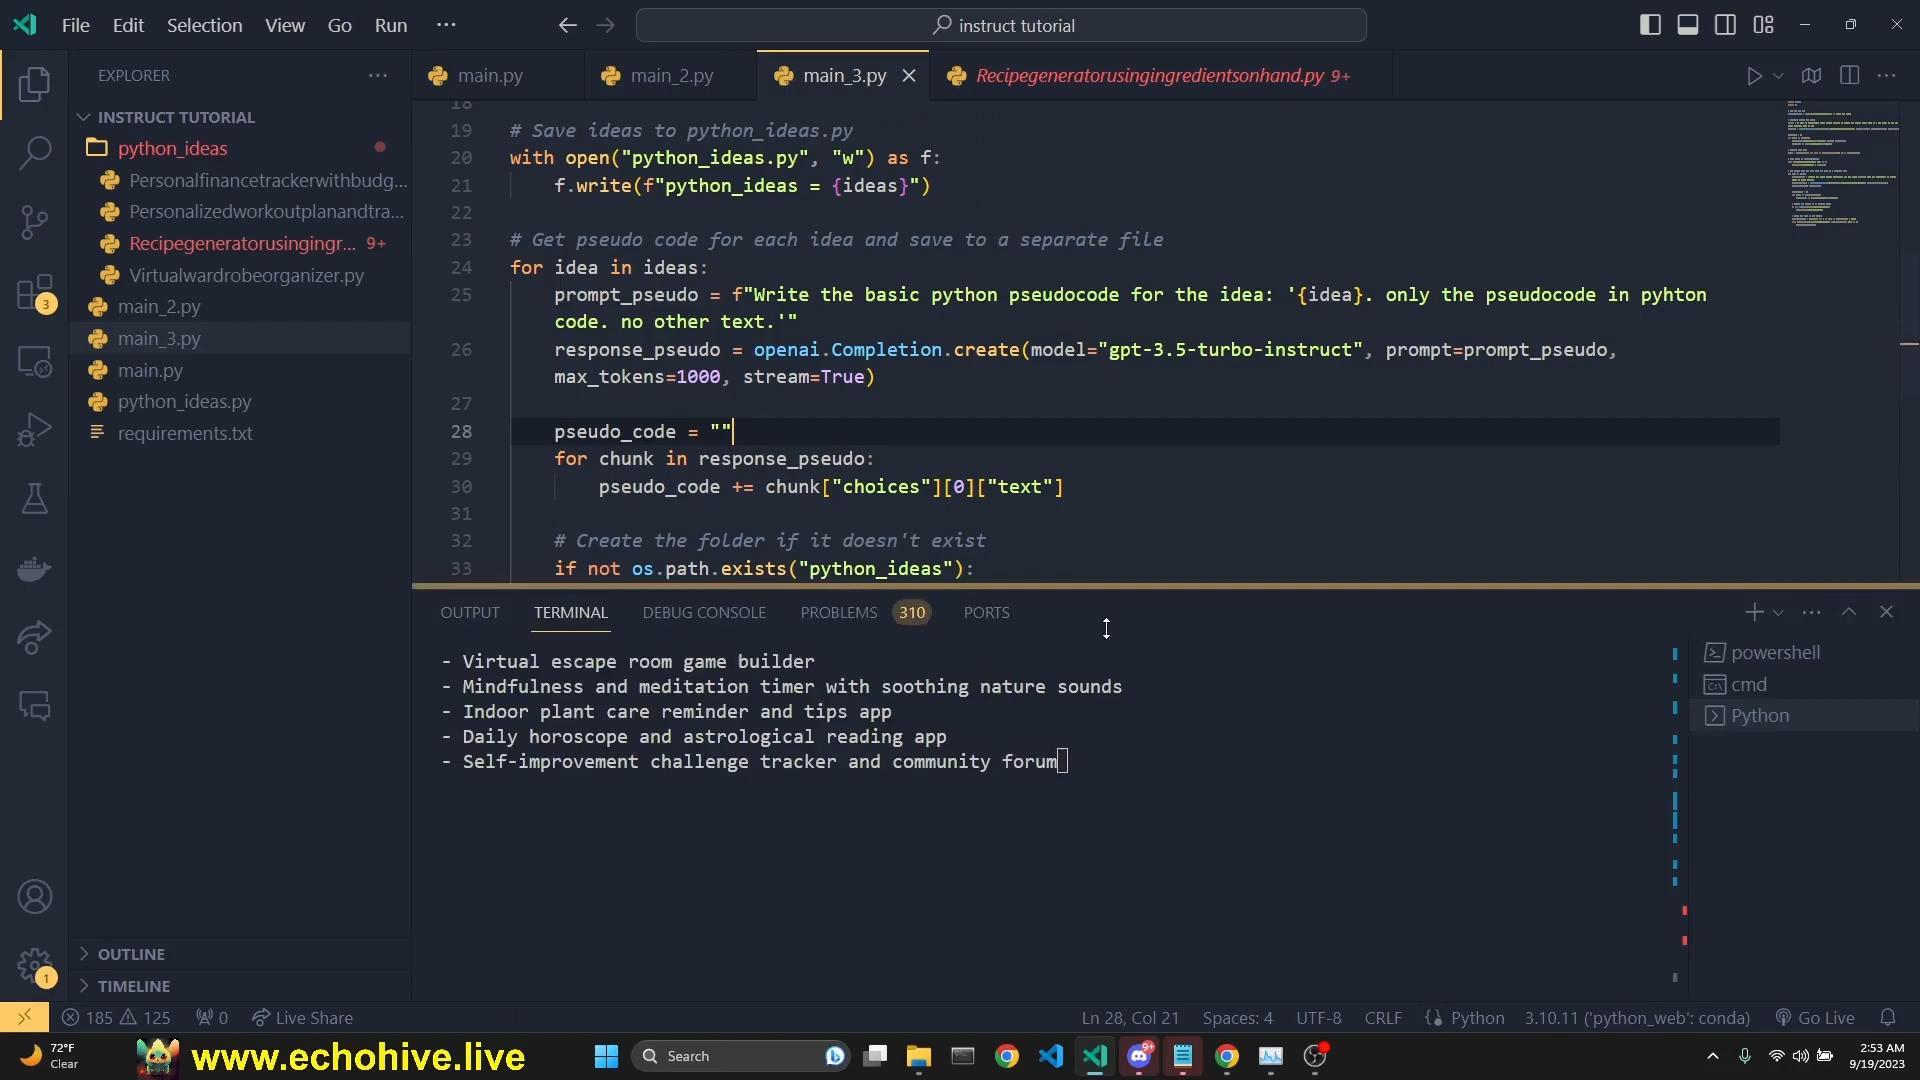 File Edit Selection View Go Run ···
instruct tutorial
EXPLORER ···
main.py main_2.py main_3.py Recipegeneratorusingingredientsonhand.py 9+
INSTRUCT TUTORIAL
python_ideas
Personalfinancetrackerwithbudg...
Personalizedworkoutplanandtra...
Recipegeneratorusingingr... 9+
Virtualwardrobeorganizer.py
main_2.py
main_3.py
main.py
python_ideas.py
requirements.txt
OUTLINE
TIMELINE
3
1
18
19 # Save ideas to python_ideas.py
20 with open("python_ideas.py", "w") as f:
21 f.write(f"python_ideas = {ideas}")
22
23 # Get pseudo code for each idea and save to a separate file
24 for idea in ideas:
25 prompt_pseudo = f"Write the basic python pseudocode for the idea: '{idea}. only the pseudocode in pyhton
code. no other text.'"
26 response_pseudo = openai.Completion.create(model="gpt-3.5-turbo-instruct", prompt=prompt_pseudo,
max_tokens=1000, stream=True)
27
28 pseudo_code = ""
29 for chunk in response_pseudo:
30 pseudo_code += chunk["choices"][0]["text"]
31
32 # Create the folder if it doesn't exist
33 if not os.path.exists("python_ideas"):
OUTPUT TERMINAL DEBUG CONSOLE PROBLEMS 310 PORTS
- Virtual escape room game builder
- Mindfulness and meditation timer with soothing nature sounds
- Indoor plant care reminder and tips app
- Daily horoscope and astrological reading app
- Self-improvement challenge tracker and community forum
powershell
cmd
Python
185 125 0 Live Share Ln 28, Col 21 Spaces: 4 UTF-8 CRLF Python 3.10.11 ('python_web': conda) Go Live
72°F
Clear
www.echohive.live
Search
9+
2:53 AM
9/19/2023